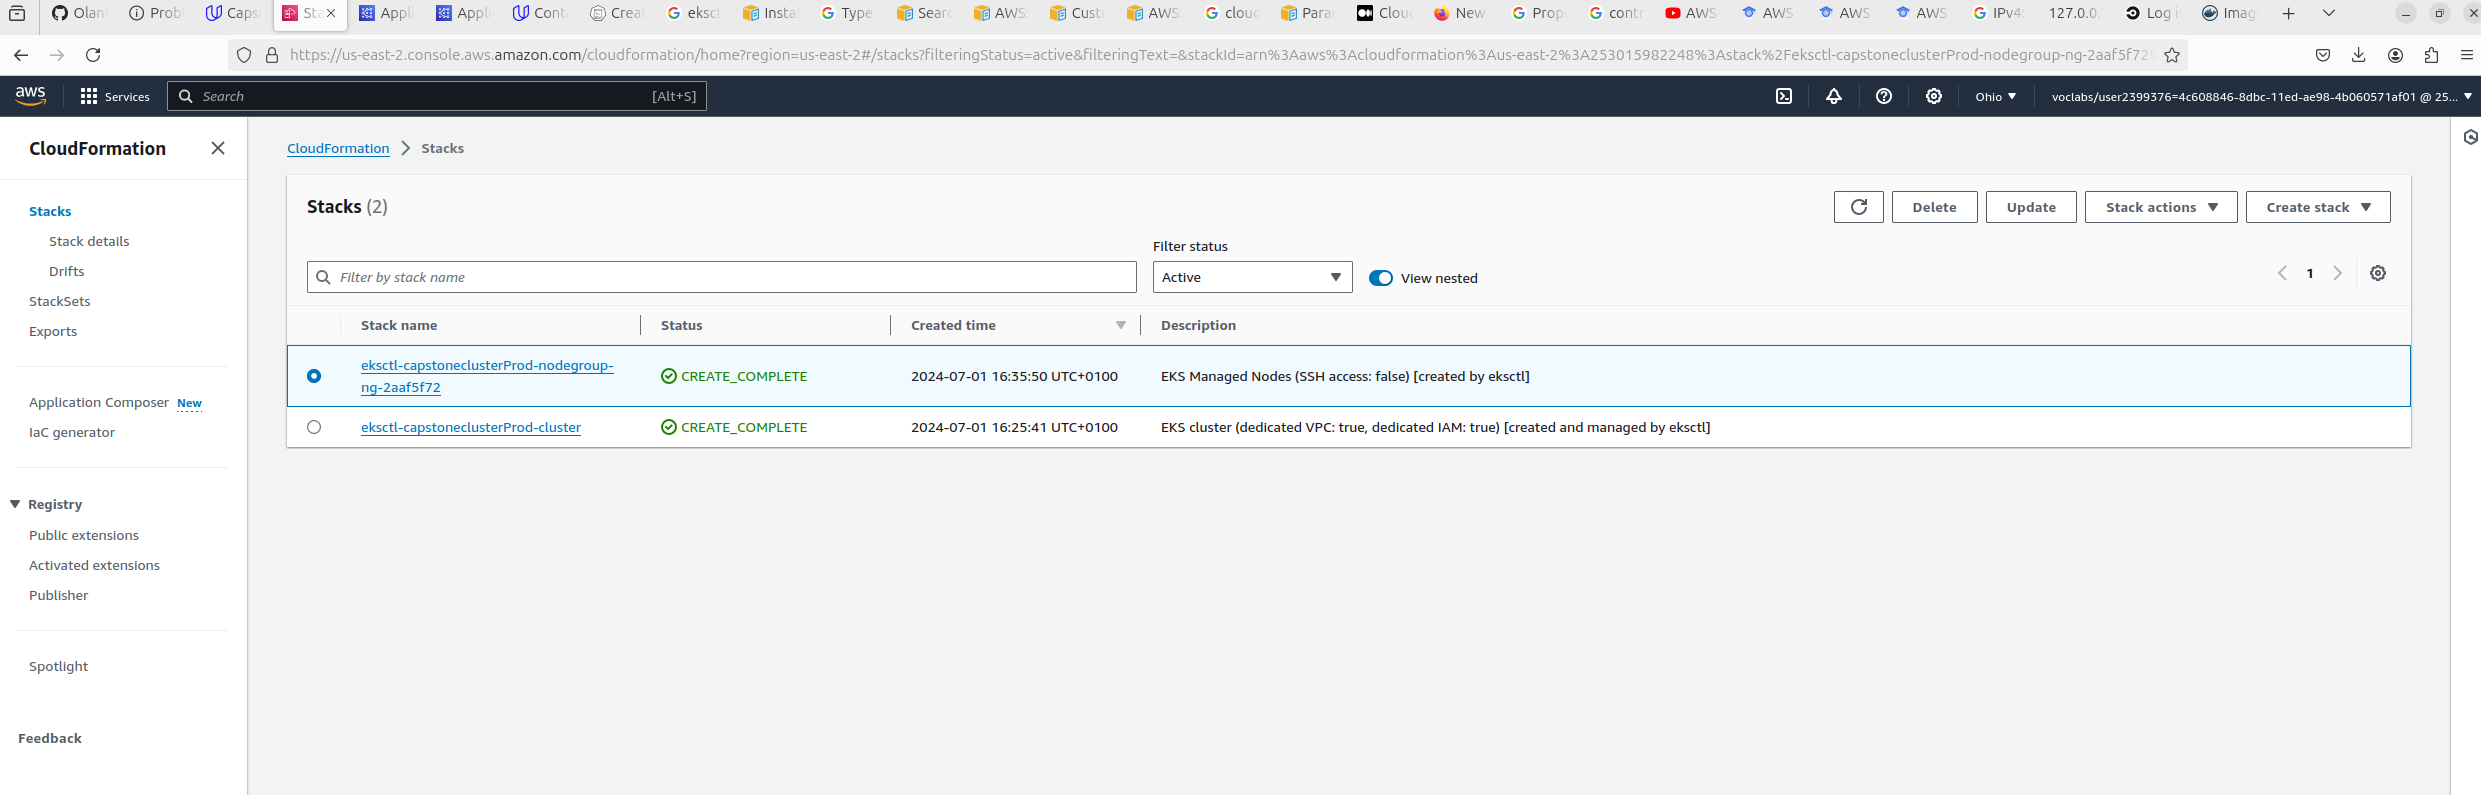 Olan
Prob
Caps
Sta
Appli
Appli
Cont
Creat
eksct
Insta
Type
Searc
AWS
Custo
AWS
cloud
Para
Clou
New
Prop
contr
AWS
AWS
AWS
AWS
IPv4
127.0.0.
Log i
Imag
https://us-east-2.console.aws.amazon.com/cloudformation/home?region=us-east-2#/stacks?filteringStatus=active&filteringText=&stackId=arn%3Aaws%3Acloudformation%3Aus-east-2%3A253015982248%3Astack%2Feksctl-capstoneclusterProd-nodegroup-ng-2aaf5f72
aws
Services
Search
[Alt+S]
Ohio
voclabs/user2399376=4c608846-8dbc-11ed-ae98-4b060571af01 @ 25...
CloudFormation
Stacks
Stack details
Drifts
StackSets
Exports
Application Composer New
IaC generator
Registry
Public extensions
Activated extensions
Publisher
Spotlight
Feedback
CloudFormation
Stacks
Stacks (2)
Delete
Update
Stack actions
Create stack
Filter status
Filter by stack name
Active
View nested
1
Stack name
Status
Created time
Description
eksctl-capstoneclusterProd-nodegroup-
ng-2aaf5f72
CREATE_COMPLETE
2024-07-01 16:35:50 UTC+0100
EKS Managed Nodes (SSH access: false) [created by eksctl]
eksctl-capstoneclusterProd-cluster
CREATE_COMPLETE
2024-07-01 16:25:41 UTC+0100
EKS cluster (dedicated VPC: true, dedicated IAM: true) [created and managed by eksctl]